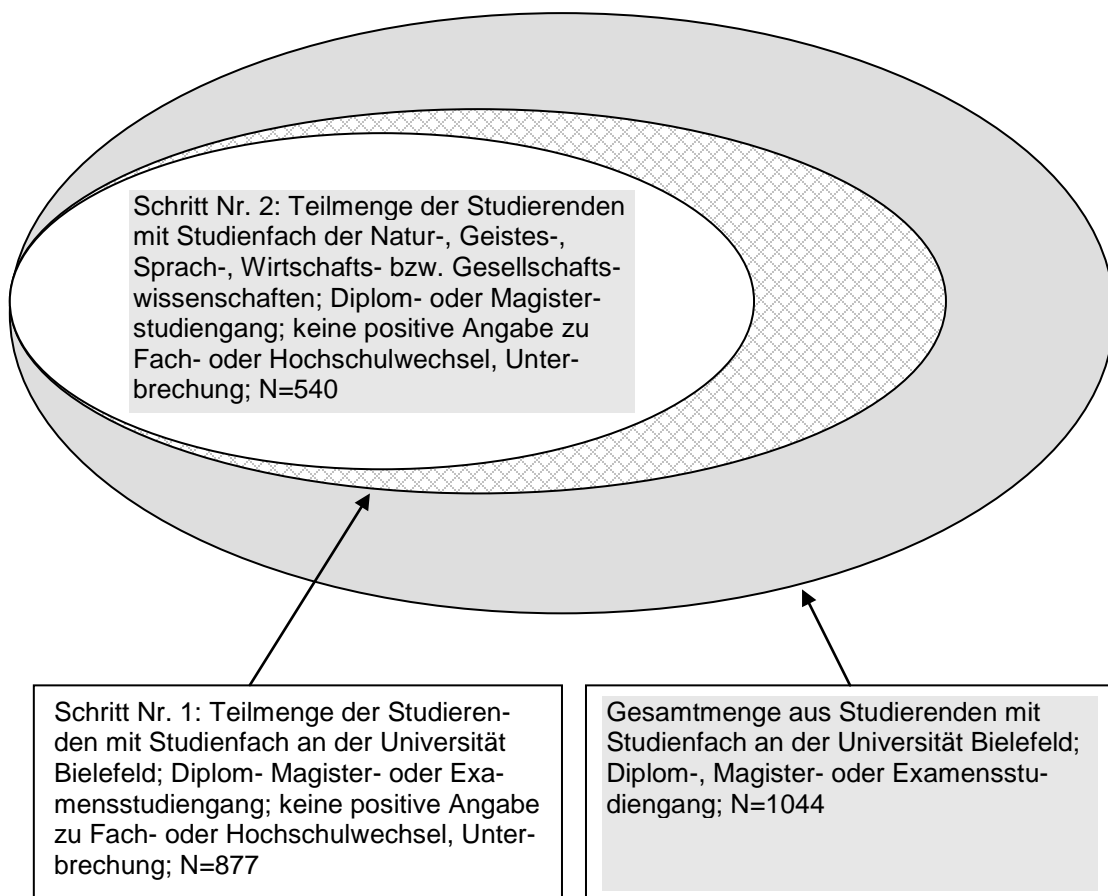 Schritt Nr. 2: Teilmenge der Studierenden
mit Studienfach der Natur-, Geistes-,
Sprach-, Wirtschafts- bzw. Gesellschafts-
wissenschaften; Diplom- oder Magister-
studiengang; keine positive Angabe zu
Fach- oder Hochschulwechsel, Unter-
brechung; N=540
Schritt Nr. 1: Teilmenge der Studieren-
den mit Studienfach an der Universität
Bielefeld; Diplom- Magister- oder Exa-
mensstudiengang; keine positive Angabe
zu Fach- oder Hochschulwechsel, Unter-
brechung; N=877
Gesamtmenge aus Studierenden mit
Studienfach an der Universität Bielefeld;
Diplom-, Magister- oder Examensstu-
diengang; N=1044